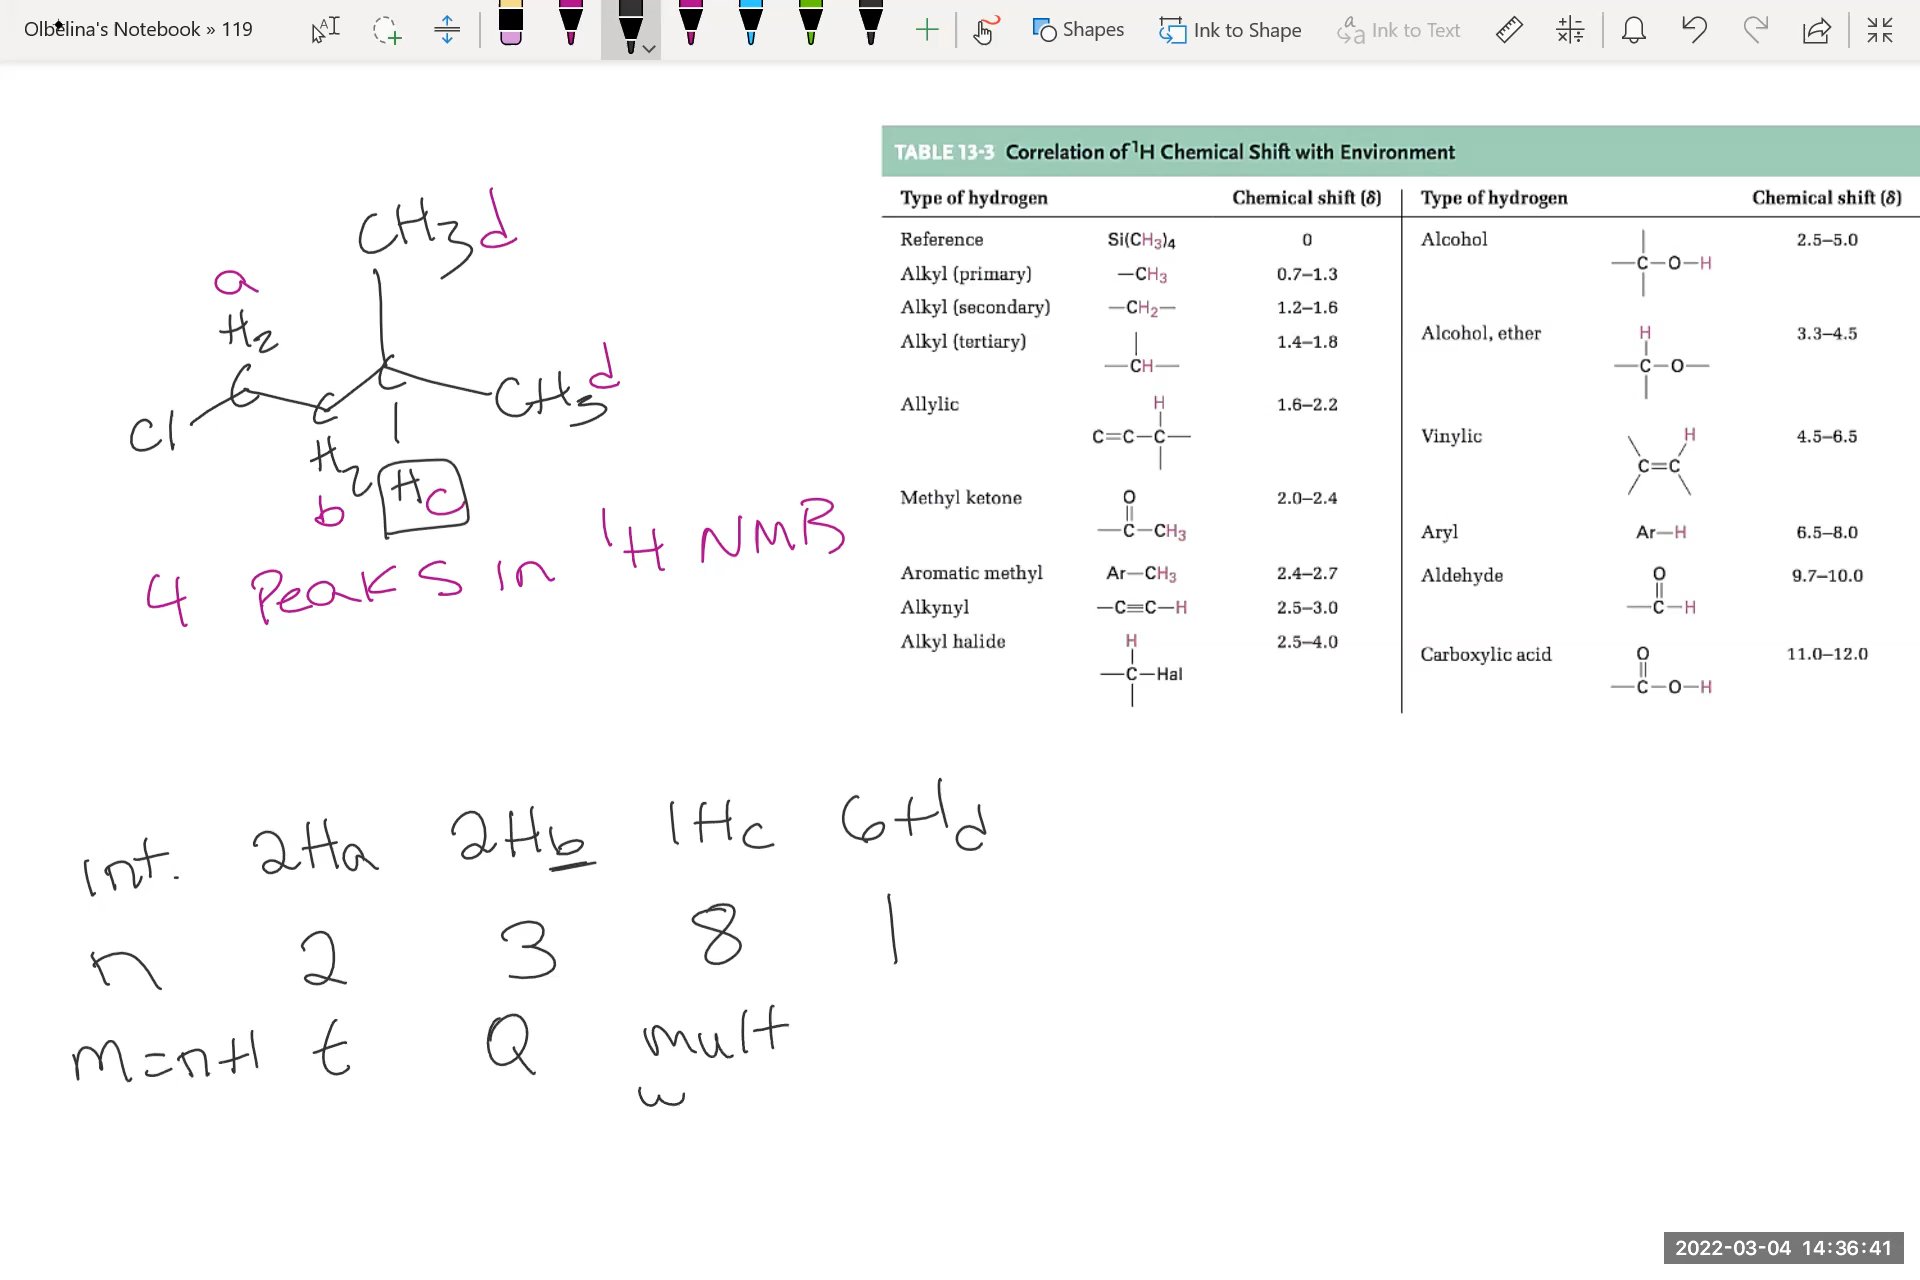 Olbelina's Notebook » 119
Shapes
Ink to Shape
Ink to Text
CH3 d
a
H2
C
Cl
C
C
CH3 d
H2
b
H c
4 Peaks in ¹H NMR
TABLE 13-3 Correlation of ¹H Chemical Shift with Environment
Type of hydrogen Chemical shift (δ)
Reference Si(CH3)4 0
Alkyl (primary) —CH3 0.7–1.3
Alkyl (secondary) —CH2— 1.2–1.6
Alkyl (tertiary) —CH— 1.4–1.8
Allylic H 1.6–2.2
C=C—C—
Methyl ketone O 2.0–2.4
—C—CH3
Aromatic methyl Ar—CH3 2.4–2.7
Alkynyl —C≡C—H 2.5–3.0
Alkyl halide H 2.5–4.0
—C—Hal
Type of hydrogen Chemical shift (δ)
Alcohol 2.5–5.0
—C—O—H
Alcohol, ether H 3.3–4.5
—C—O—
Vinylic H 4.5–6.5
C=C
Aryl Ar—H 6.5–8.0
Aldehyde O 9.7–10.0
—C—H
Carboxylic acid O 11.0–12.0
—C—O—H
Int. 2Ha 2Hb 1Hc 6Hd
n 2 3 8 1
m=n+1 t Q mult
w
2022-03-04 14:36:41